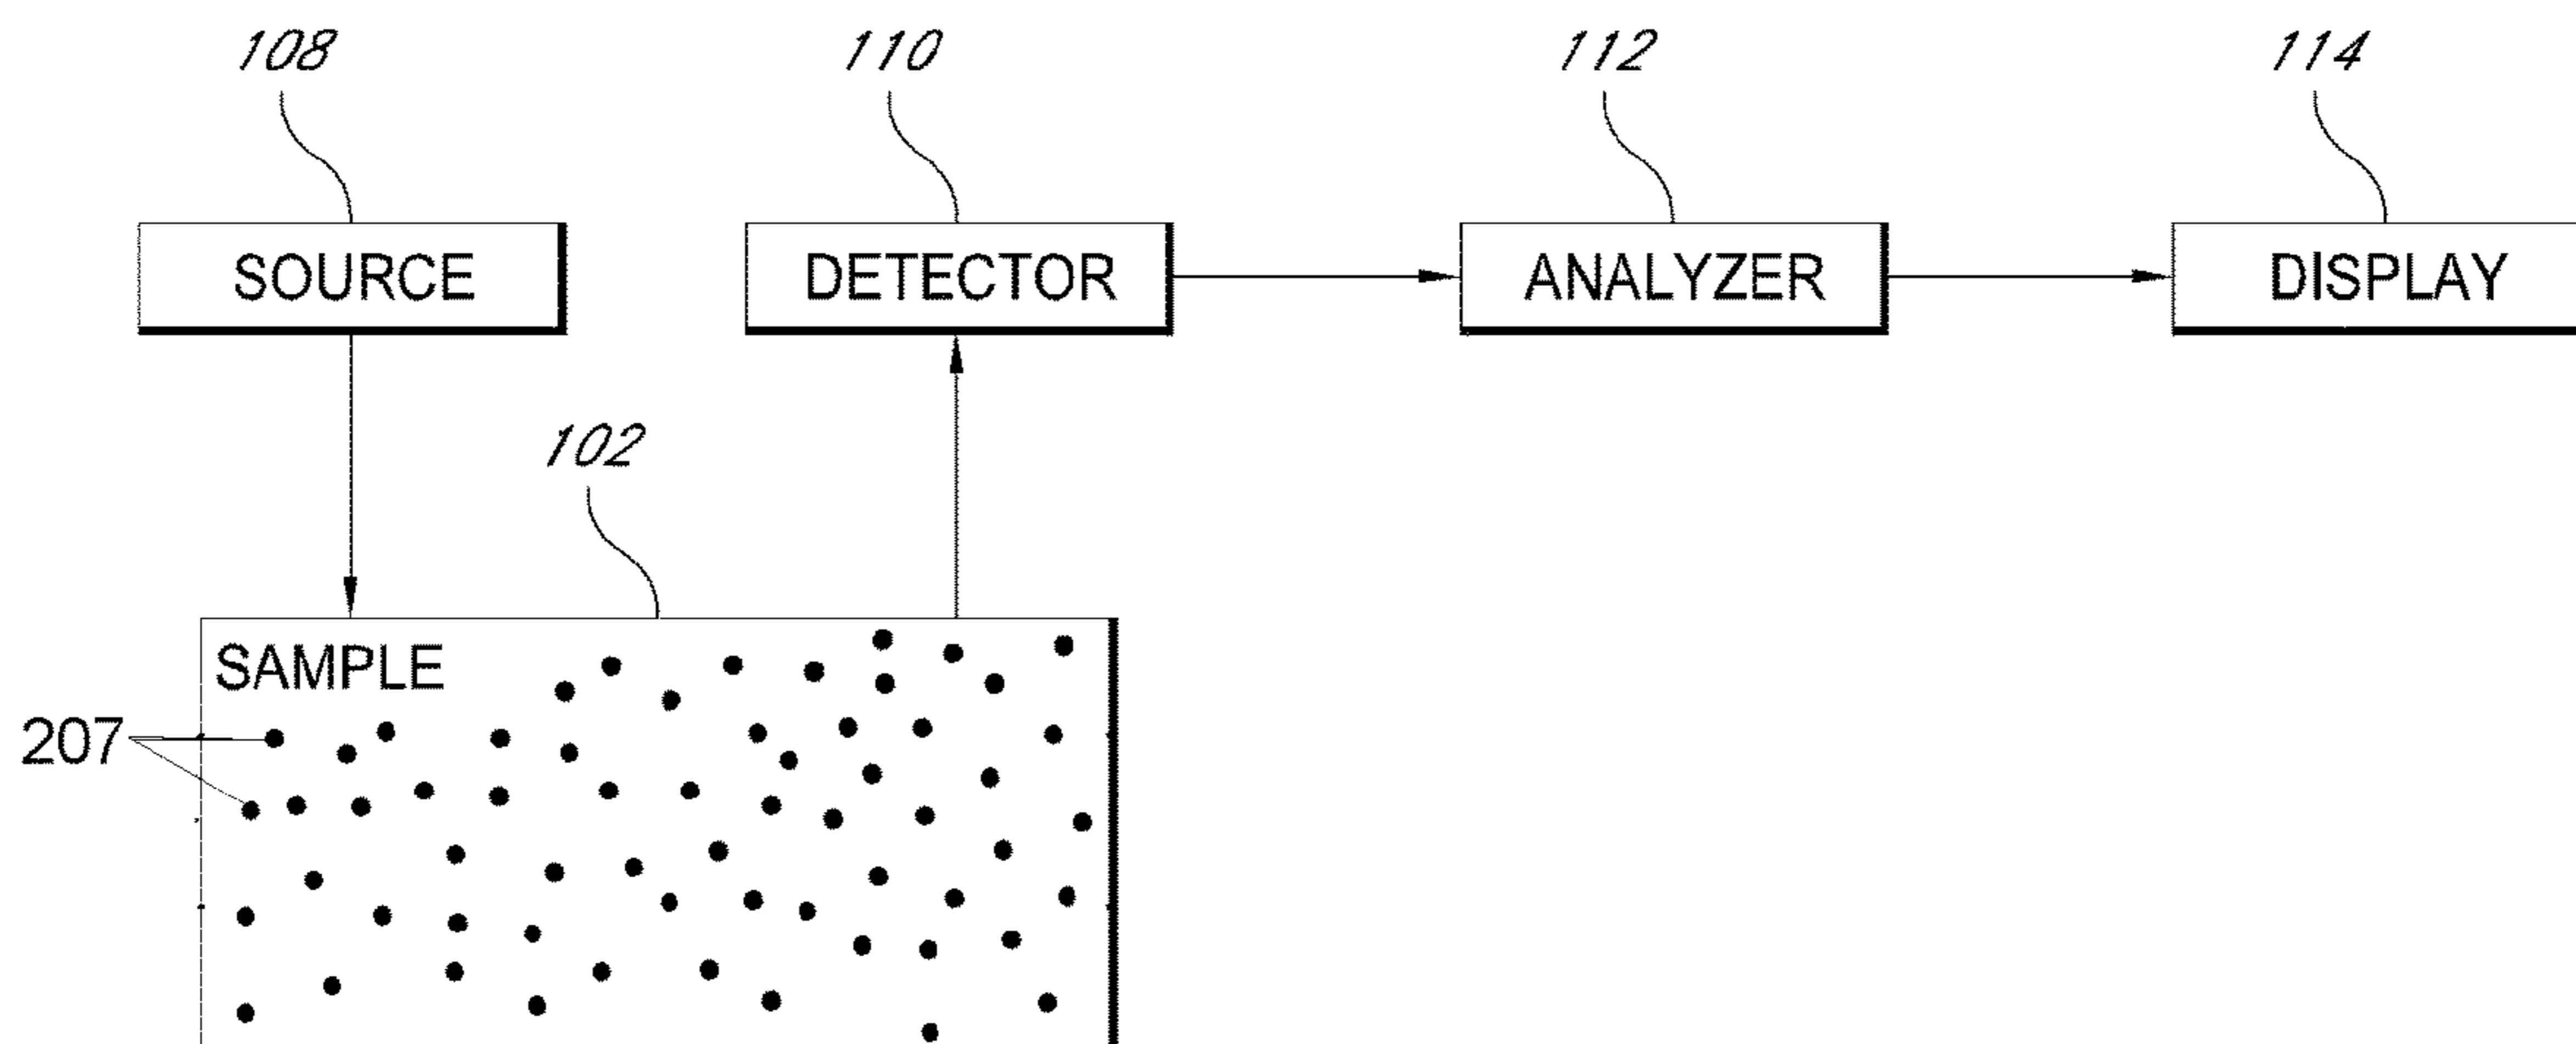 108 110 112 114
SOURCE DETECTOR ANALYZER DISPLAY
102
SAMPLE
207